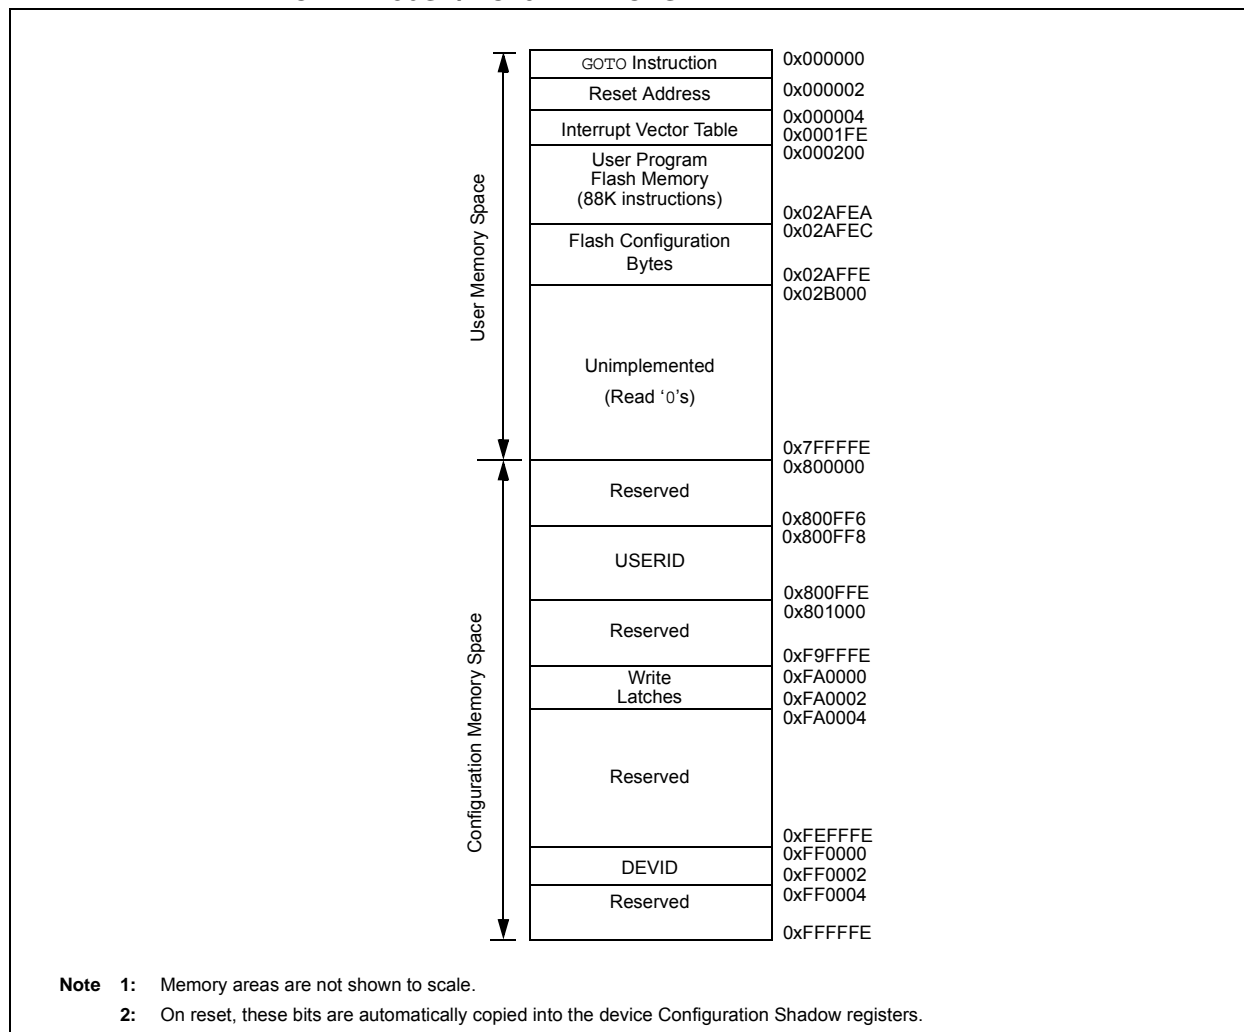 GOTO Instruction
0x000000
Reset Address
0x000002
Interrupt Vector Table
0x000004
0x0001FE
User Program
Flash Memory
(88K instructions)
0x000200
0x02AFEA
Flash Configuration
Bytes
0x02AFEC
0x02AFFE
0x02B000
Unimplemented
(Read ‘0’s)
0x7FFFFE
User Memory Space
0x800000
Reserved
0x800FF6
0x800FF8
USERID
0x800FFE
0x801000
Reserved
0xF9FFFE
Write
Latches
0xFA0000
0xFA0002
0xFA0004
Reserved
0xFEFFFE
0xFF0000
DEVID
0xFF0002
0xFF0004
Reserved
0xFFFFFE
Configuration Memory Space
Note 1: Memory areas are not shown to scale.
2: On reset, these bits are automatically copied into the device Configuration Shadow registers.